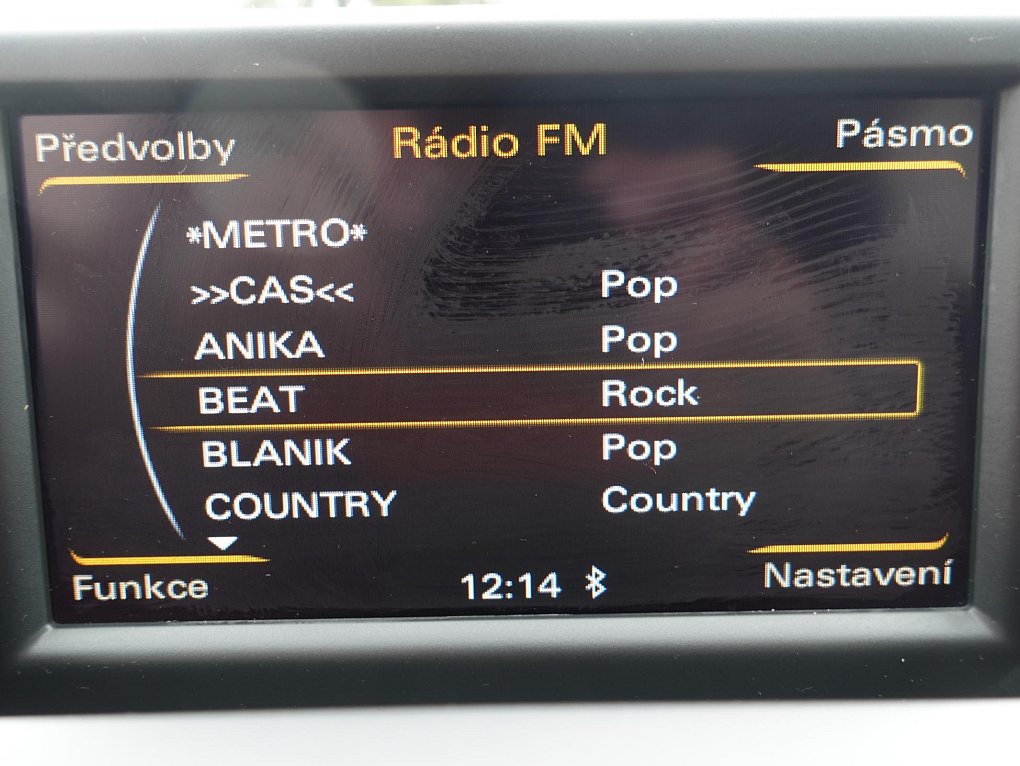 Předvolby Rádio FM Pásmo
*METRO*
>>CAS<< Pop
ANIKA Pop
BEAT Rock
BLANIK Pop
COUNTRY Country
Funkce 12:14 Nastavení